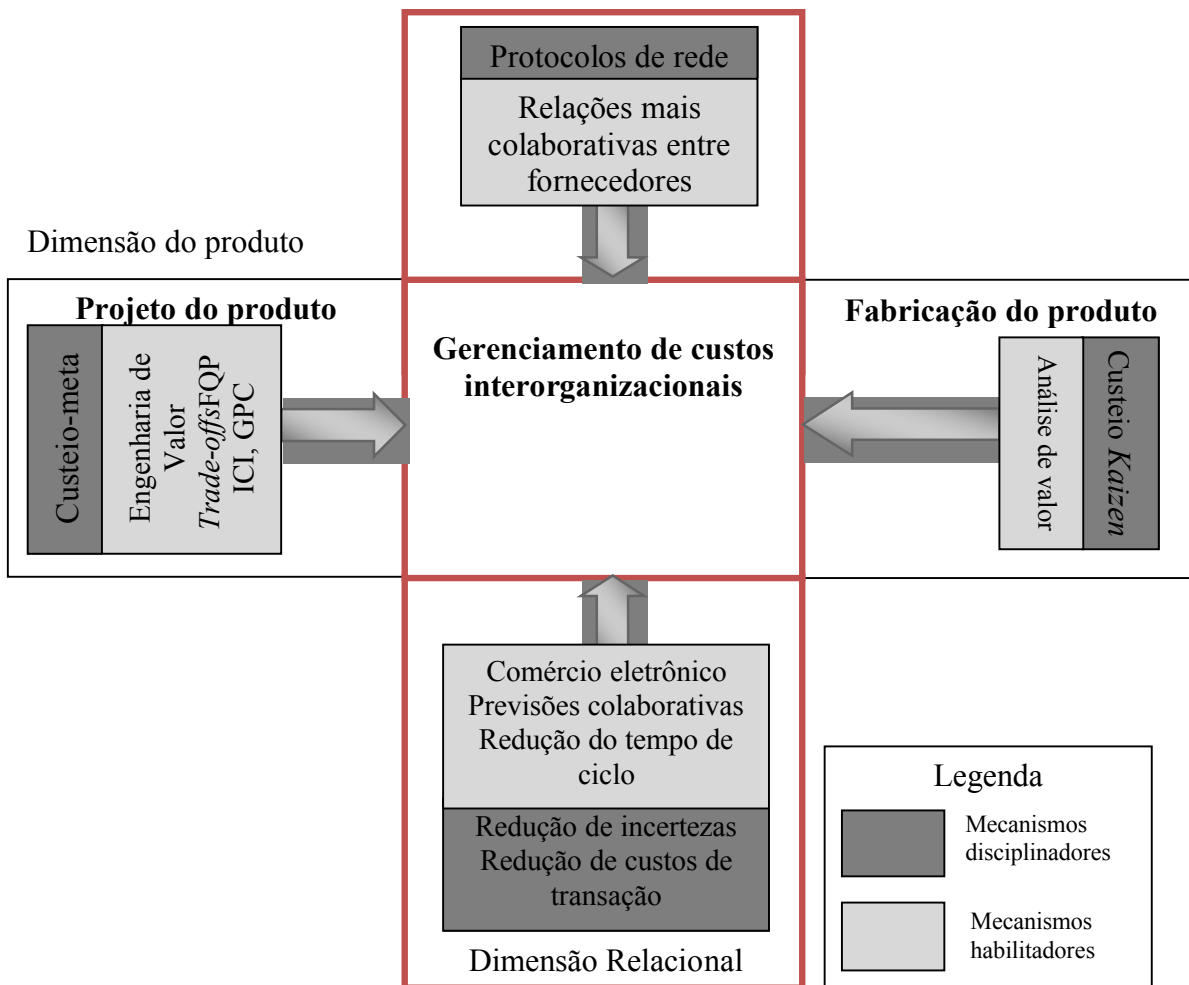 Protocolos de rede
Relações mais
colaborativas entre
fornecedores
Dimensão do produto
Projeto do produto
Custeio-meta
Engenharia de
Valor
Trade-offsFQP
ICI, GPC
Gerenciamento de custos
interorganizacionais
Fabricação do produto
Análise de valor
Custeio Kaizen
Comércio eletrônico
Previsões colaborativas
Redução do tempo de
ciclo
Redução de incertezas
Redução de custos de
transação
Dimensão Relacional
Legenda
Mecanismos
disciplinadores
Mecanismos
habilitadores